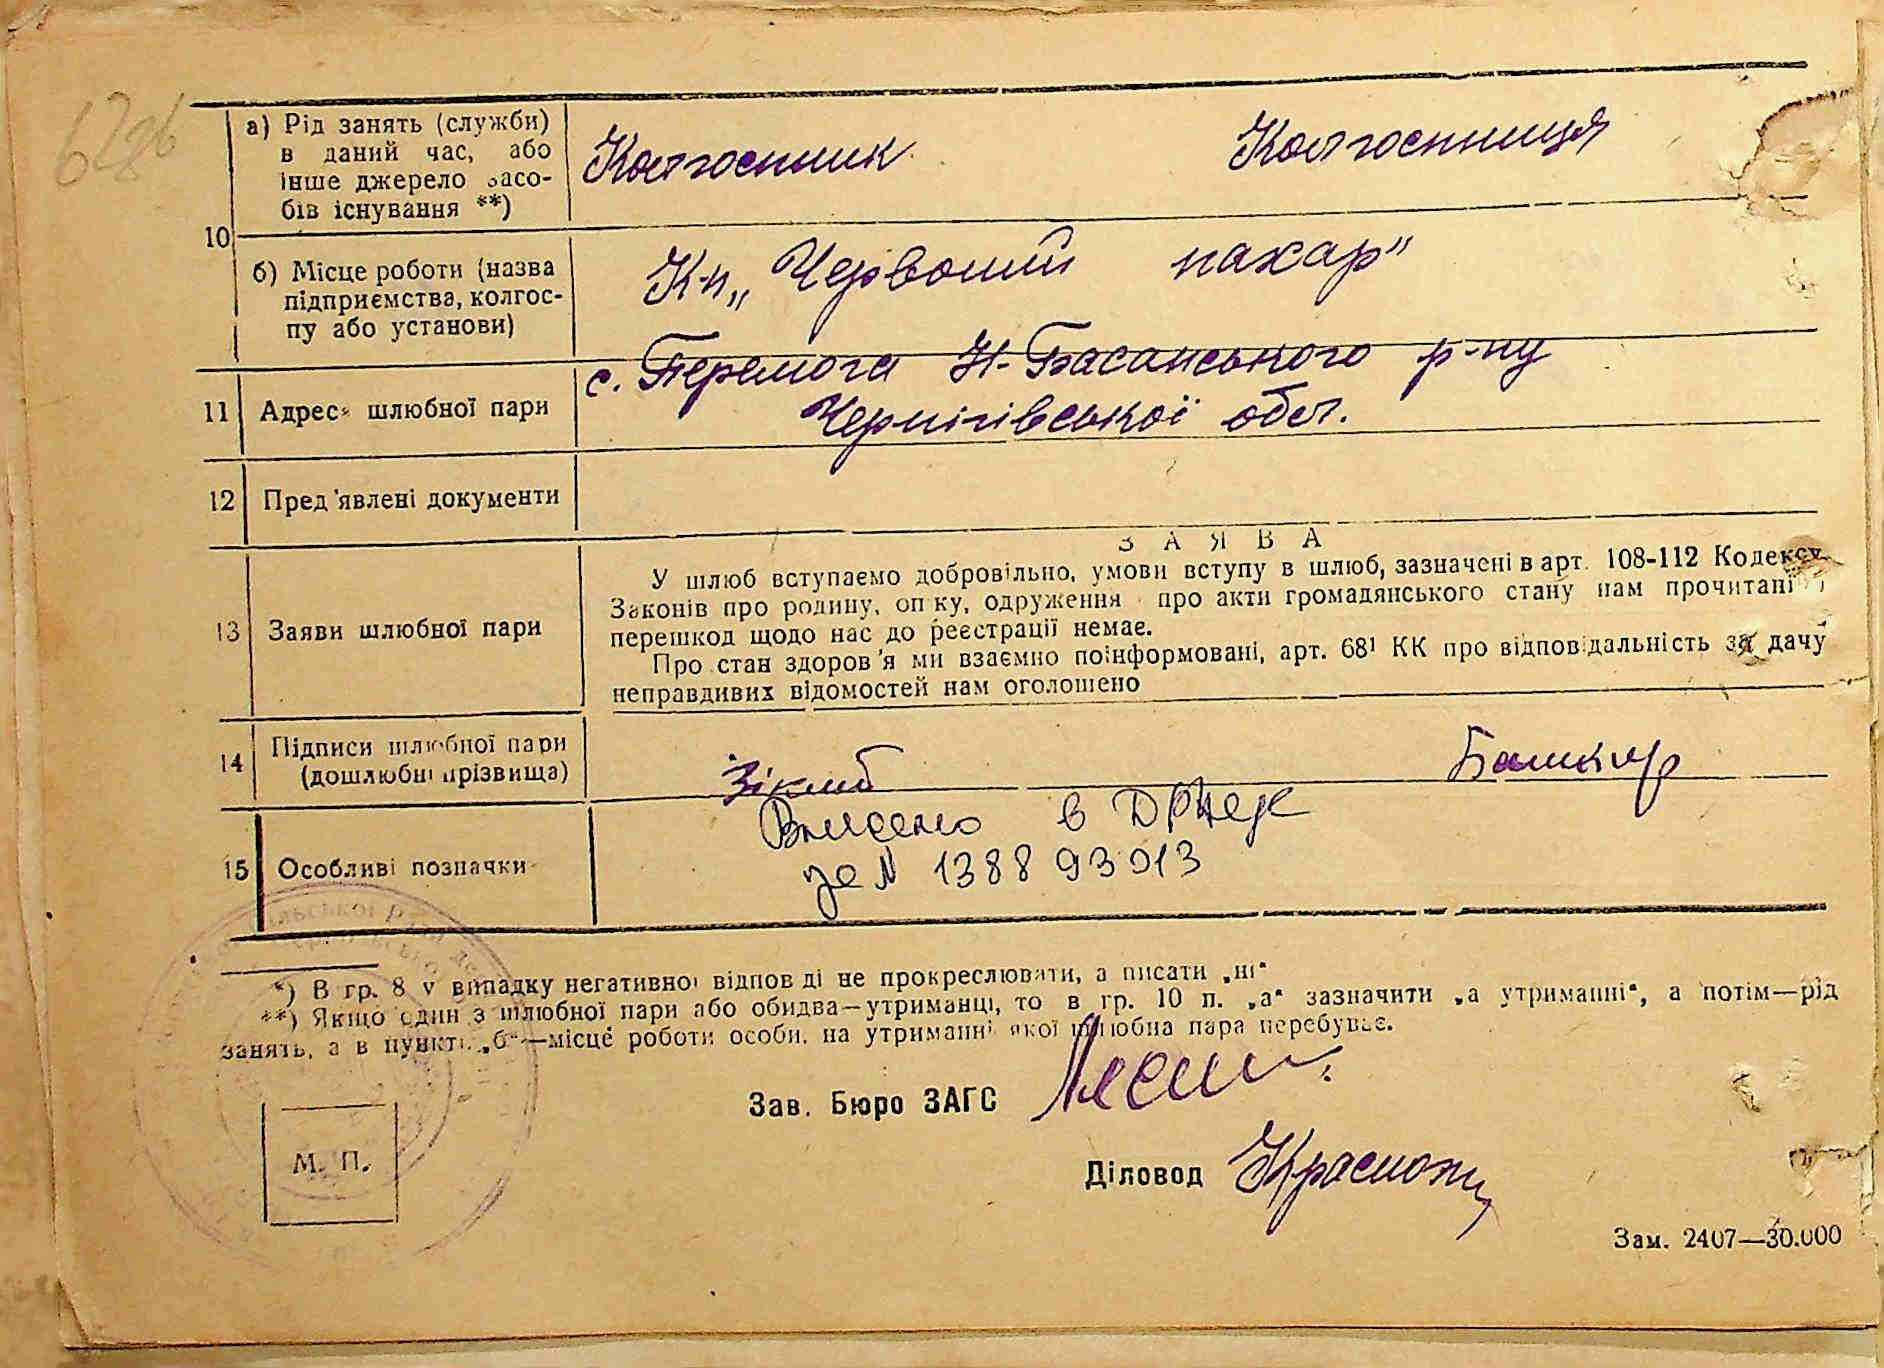 а) Рід занять (служби)
в даний час, або
інше джерело засо-
бів існування **)
Колгоспник Колгоспниця
10
б) Місце роботи (назва
підприємства, колгос-
пу або установи)
К-п „Червоний пахар"
11 Адреса шлюбної пари
с. Перемога Н-Басанського р-ну
Чернігівської обл.
12 Пред'явлені документи
ЗАЯВА
13 Заяви шлюбної пари
У шлюб вступаємо добровільно, умови вступу в шлюб, зазначені в арт. 108-112 Кодексу
Законів про родину, опіку, одруження і про акти громадянського стану нам прочитані і
перешкод щодо нас до реєстрації немає.
Про стан здоров'я ми взаємно поінформовані, арт. 68¹ КК про відповідальність за дачу
неправдивих відомостей нам оголошено
14 Підписи шлюбної пари
(дошлюбні прізвища)
Башкир
15 Особливі позначки
Внесено в
за № 138893913
*) В гр. 8 у випадку негативної відповіді не прокреслювати, а писати „ні"
**) Якщо один з шлюбної пари або обидва—утриманці, то в гр. 10 п. „а" зазначити „а утриманні", а потім—рід
занять, а в пункті „б"—місце роботи особи, на утриманні якої шлюбна пара перебуває.
Зав. Бюро ЗАГС
М. П.
Діловод
Зам. 2407—30.000